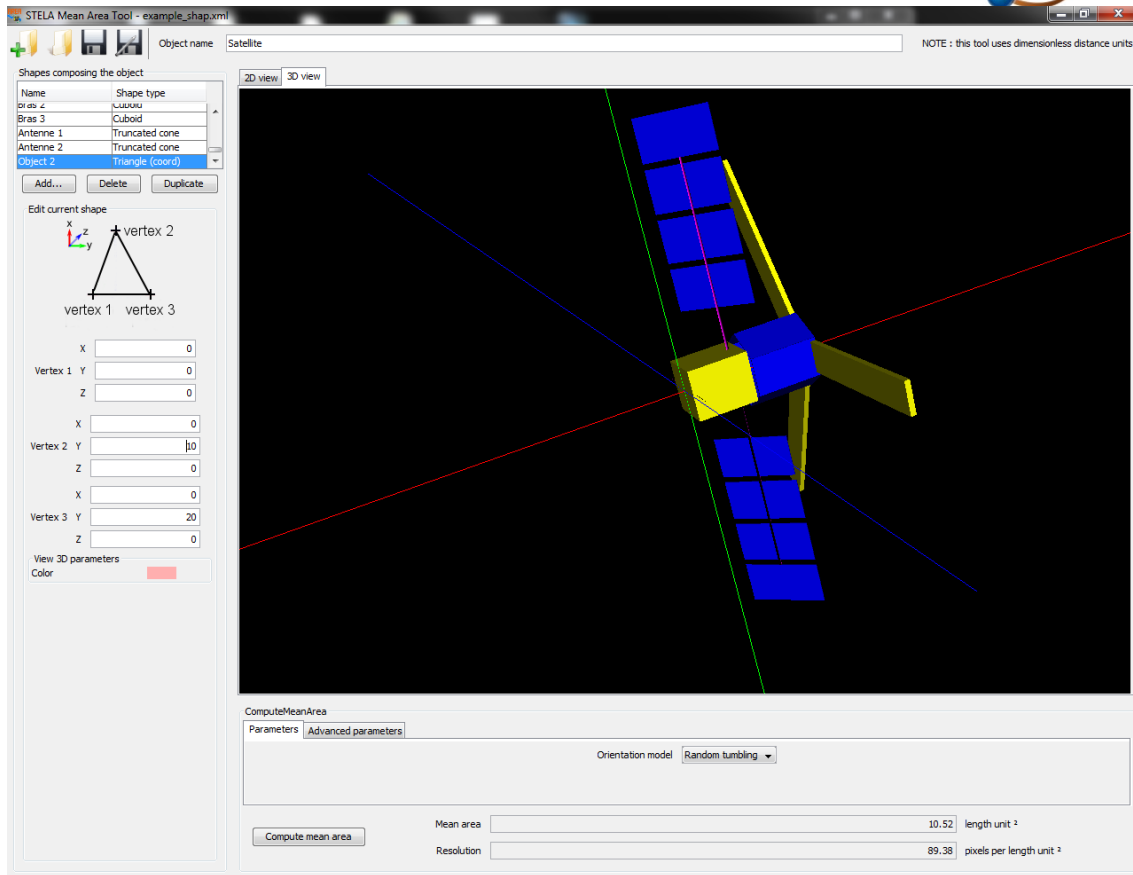 STELA Mean Area Tool - example_shap.xml
Object name Satellite NOTE : this tool uses dimensionless distance units
Shapes composing the object
2D view 3D view
Name Shape type
Bras 2 Cuboid
Bras 3 Cuboid
Antenne 1 Truncated cone
Antenne 2 Truncated cone
Object 2 Triangle (coord)
Add... Delete Duplicate
Edit current shape
x
z
y
vertex 2
vertex 1 vertex 3
X 0
Vertex 1 Y 0
Z 0
X 0
Vertex 2 Y 10
Z 0
X 0
Vertex 3 Y 20
Z 0
View 3D parameters
Color
ComputeMeanArea
Parameters Advanced parameters
Orientation model Random tumbling
Compute mean area
Mean area 10.52 length unit ²
Resolution 89.38 pixels per length unit ²